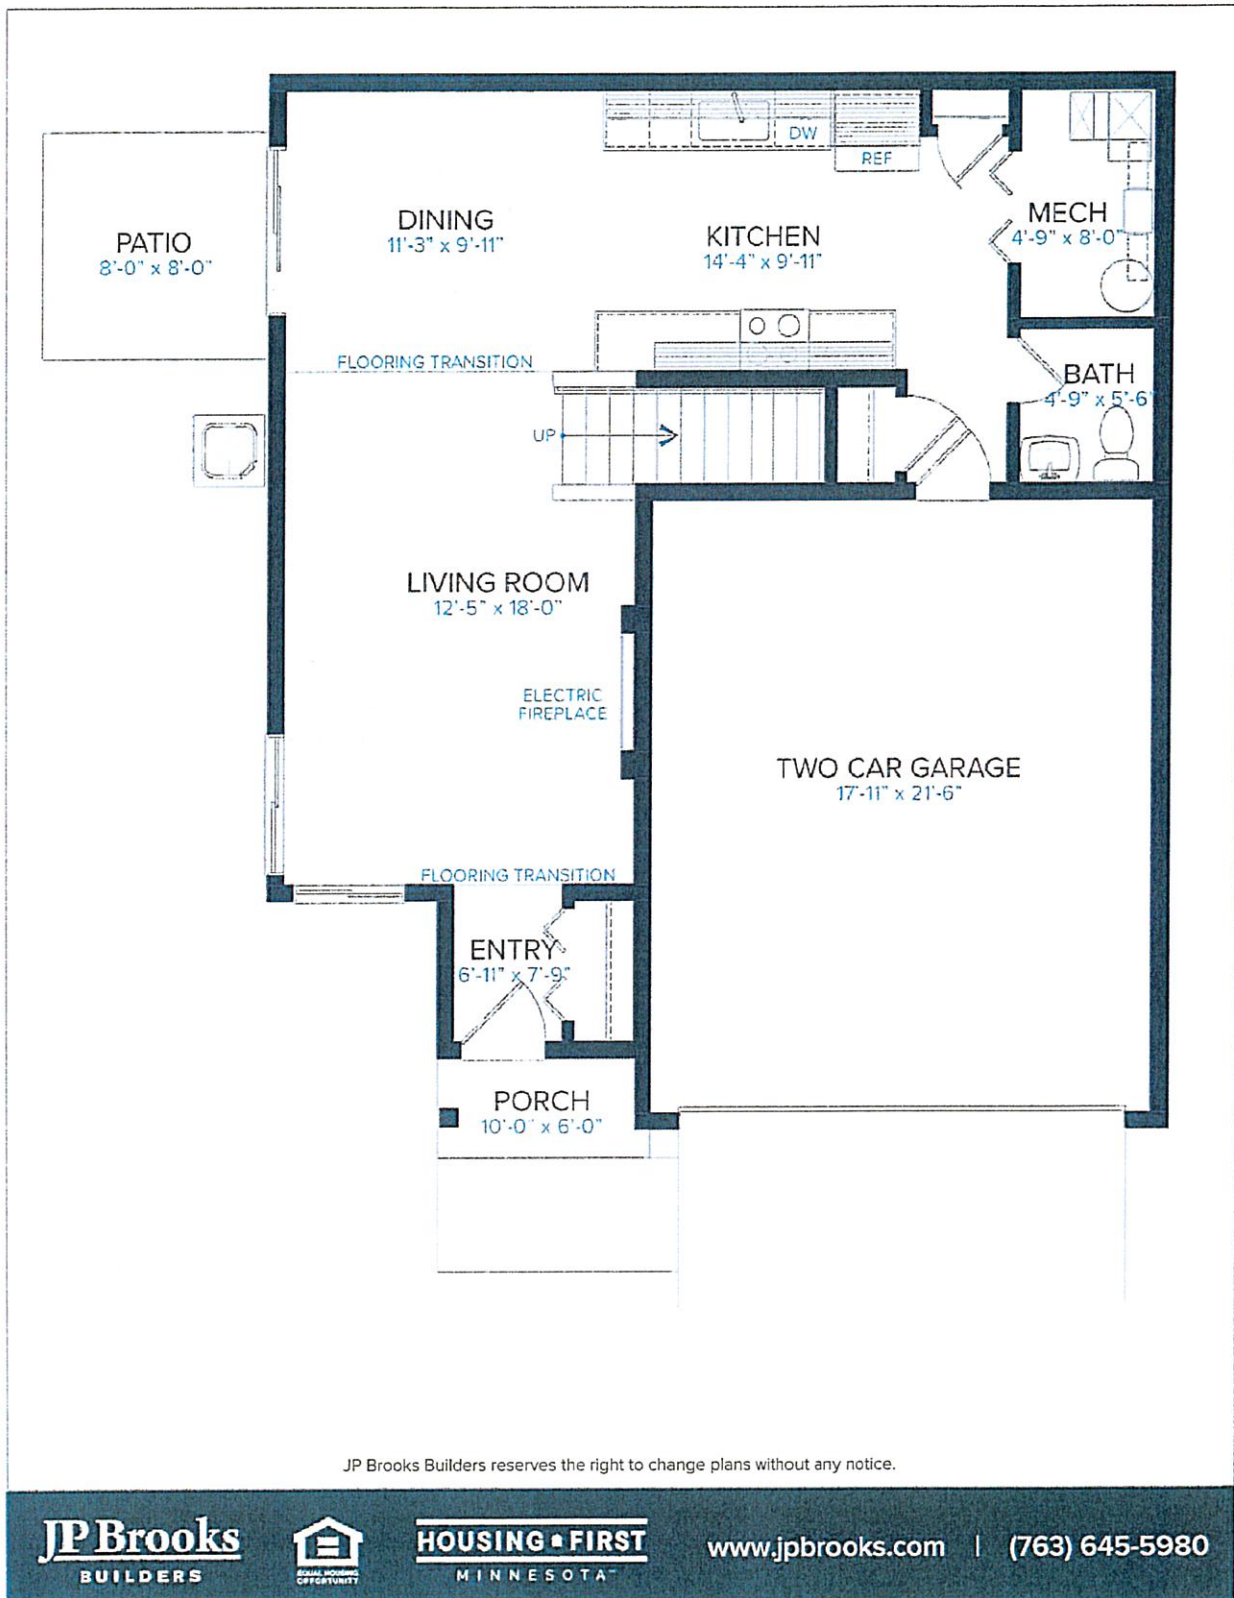 DW
REF
DINING
11'-3" x 9'-11"
KITCHEN
14'-4" x 9'-11"
MECH
4'-9" x 8'-0"
PATIO
8'-0" x 8'-0"
FLOORING TRANSITION
BATH
4'-9" x 5'-6"
UP
LIVING ROOM
12'-5" x 18'-0"
ELECTRIC
FIREPLACE
TWO CAR GARAGE
17'-11" x 21'-6"
FLOORING TRANSITION
ENTRY
6'-11" x 7'-9"
PORCH
10'-0" x 6'-0"
JP Brooks Builders reserves the right to change plans without any notice.
JP Brooks
BUILDERS
EQUAL HOUSING
OPPORTUNITY
HOUSING FIRST
MINNESOTA
www.jpbrooks.com | (763) 645-5980